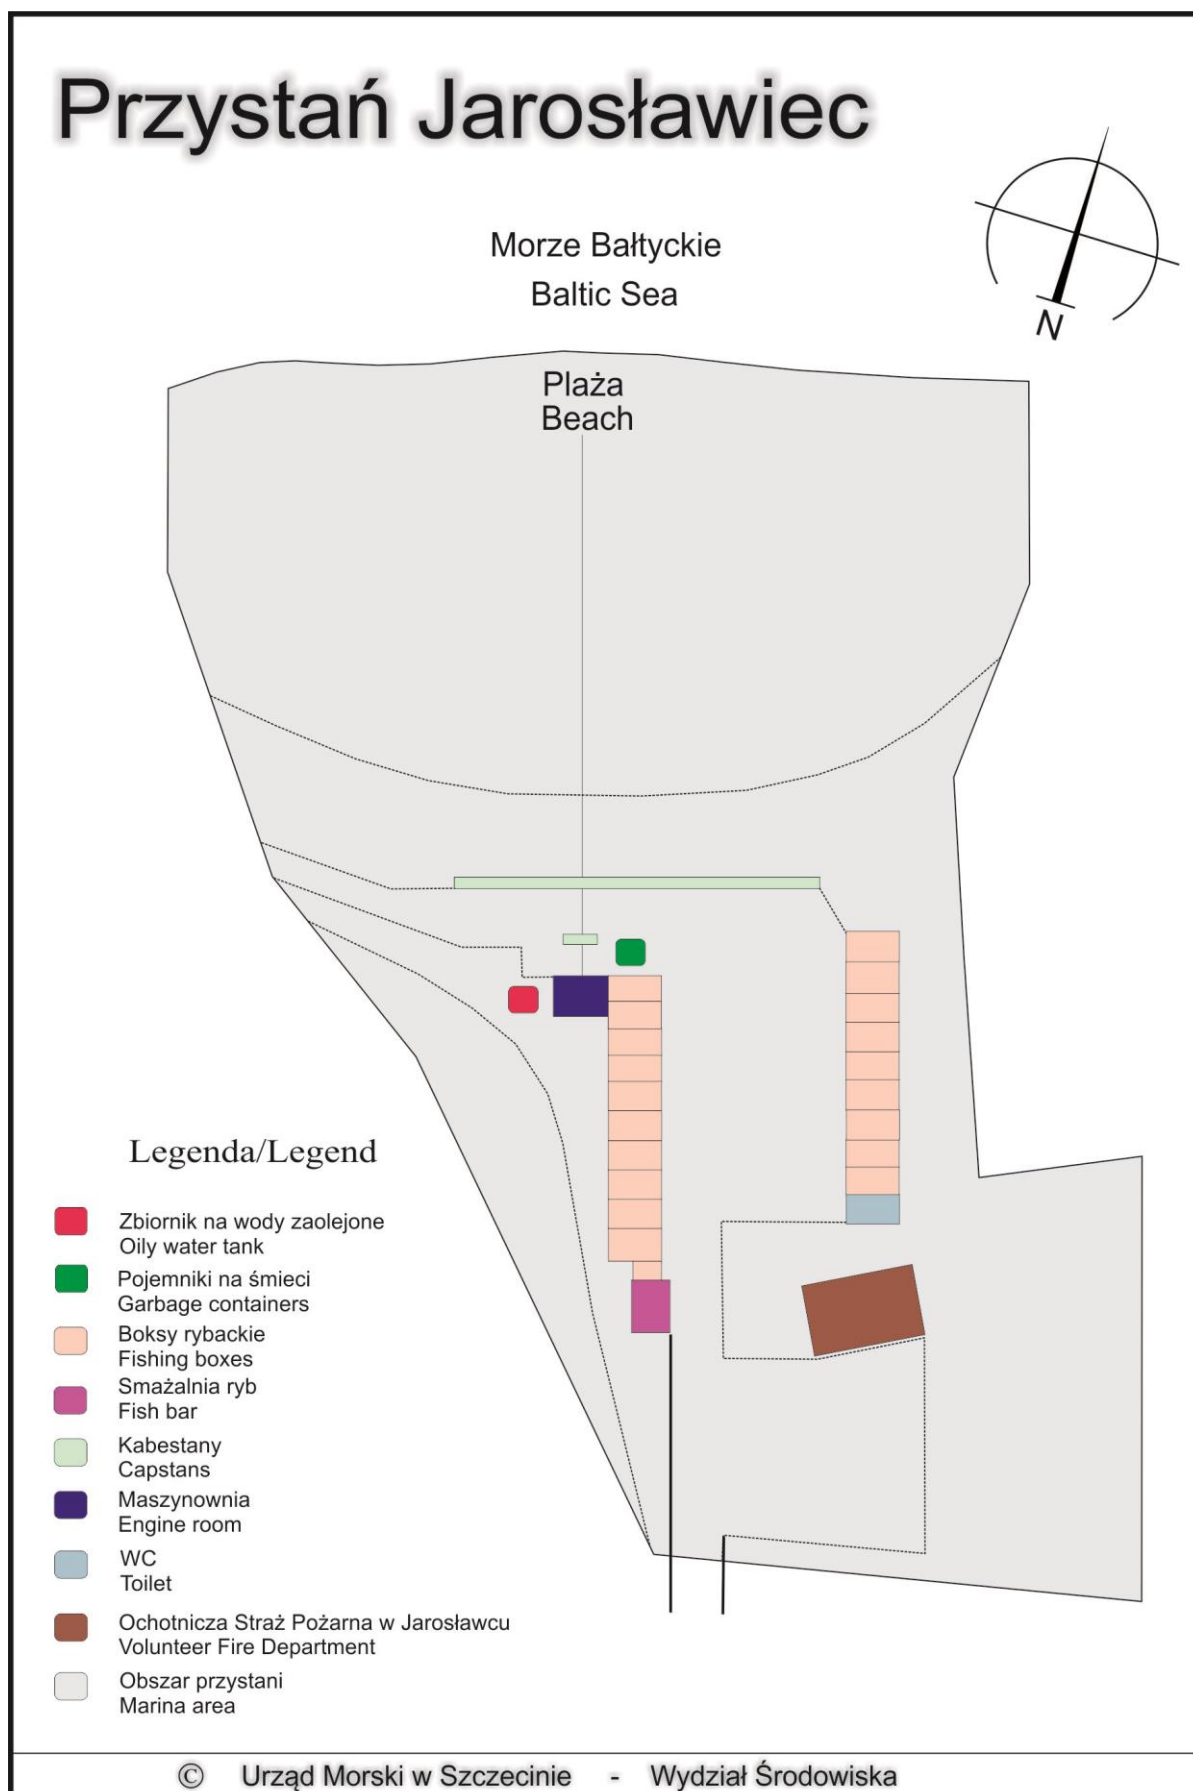 Przystań Jarosławiec
Morze Bałtyckie
Baltic Sea
N
Plaża
Beach
Legenda/Legend
Zbiornik na wody zaolejone
Oily water tank
Pojemniki na śmieci
Garbage containers
Boksy rybackie
Fishing boxes
Smażalnia ryb
Fish bar
Kabestany
Capstans
Maszynownia
Engine room
WC
Toilet
Ochotnicza Straż Pożarna w Jarosławcu
Volunteer Fire Department
Obszar przystani
Marina area
© Urząd Morski w Szczecinie - Wydział Środowiska